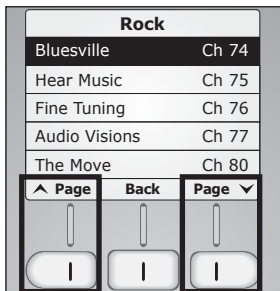 Rock
Bluesville Ch 74
Hear Music Ch 75
Fine Tuning Ch 76
Audio Visions Ch 77
The Move Ch 80
Page Back Page